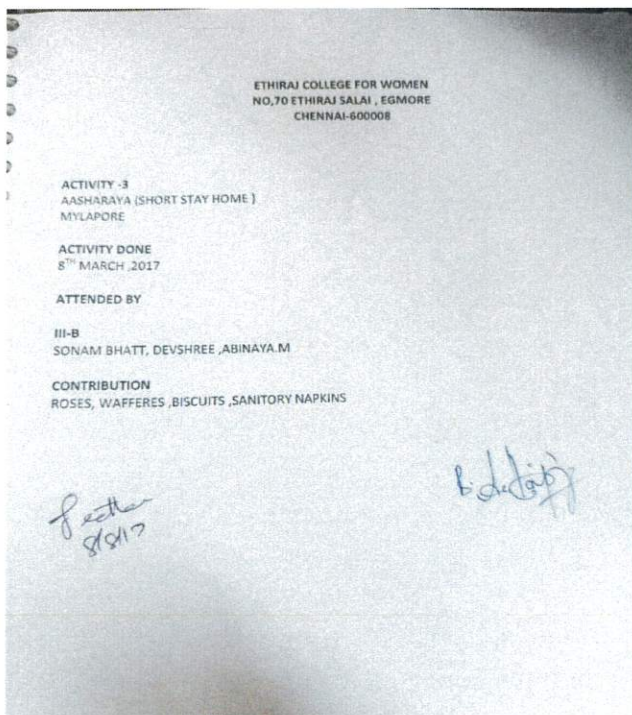 ETHIRAJ COLLEGE FOR WOMEN
NO,70 ETHIRAJ SALAI , EGMORE
CHENNAI-600008
ACTIVITY -3
AASHARAYA (SHORT STAY HOME )
MYLAPORE
ACTIVITY DONE
8TH MARCH ,2017
ATTENDED BY
III-B
SONAM BHATT, DEVSHREE ,ABINAYA.M
CONTRIBUTION
ROSES, WAFFERES ,BISCUITS ,SANITORY NAPKINS
8/8/17